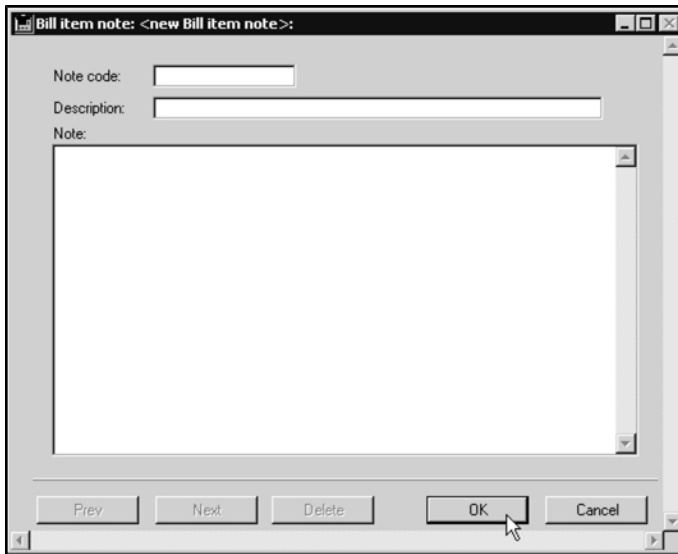 Bill item note: <new Bill item note>:
Note code:
Description:
Note:
Prev Next Delete OK Cancel